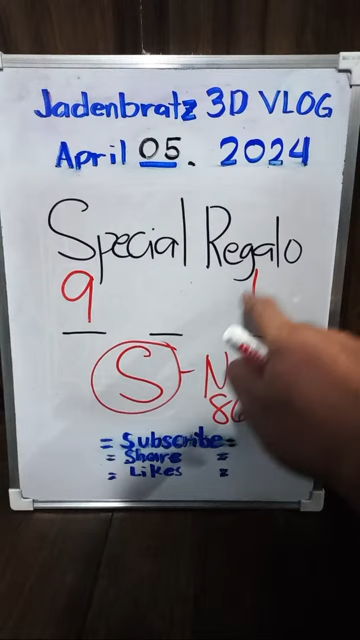 Jadenbratz 3D VLOG
April 05. 2024
Special Regalo
9
S - N
= Subscribe =
= Share =
= Likes =